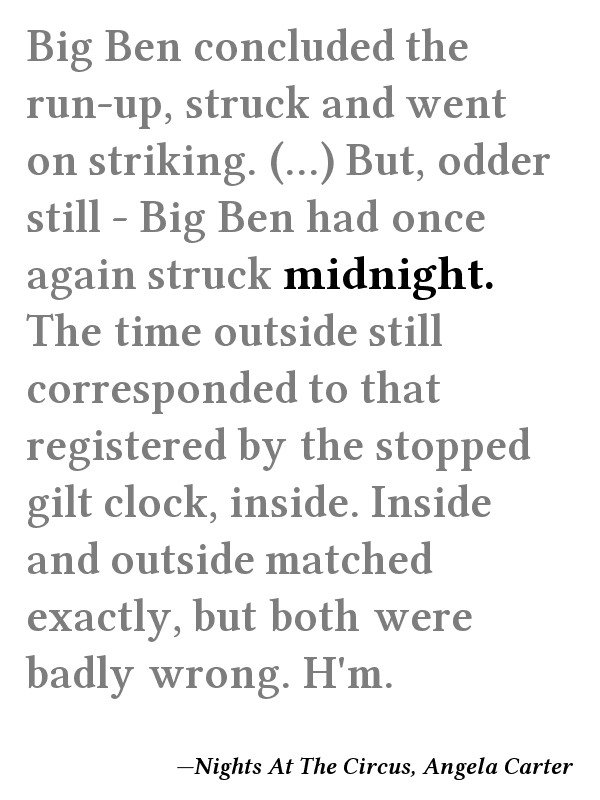 Big Ben concluded the
run-up, struck and went
on striking. (...) But, odder
still - Big Ben had once
again struck midnight.
The time outside still
corresponded to that
registered by the stopped
gilt clock, inside. Inside
and outside matched
exactly, but both were
badly wrong. H'm.
—Nights At The Circus, Angela Carter